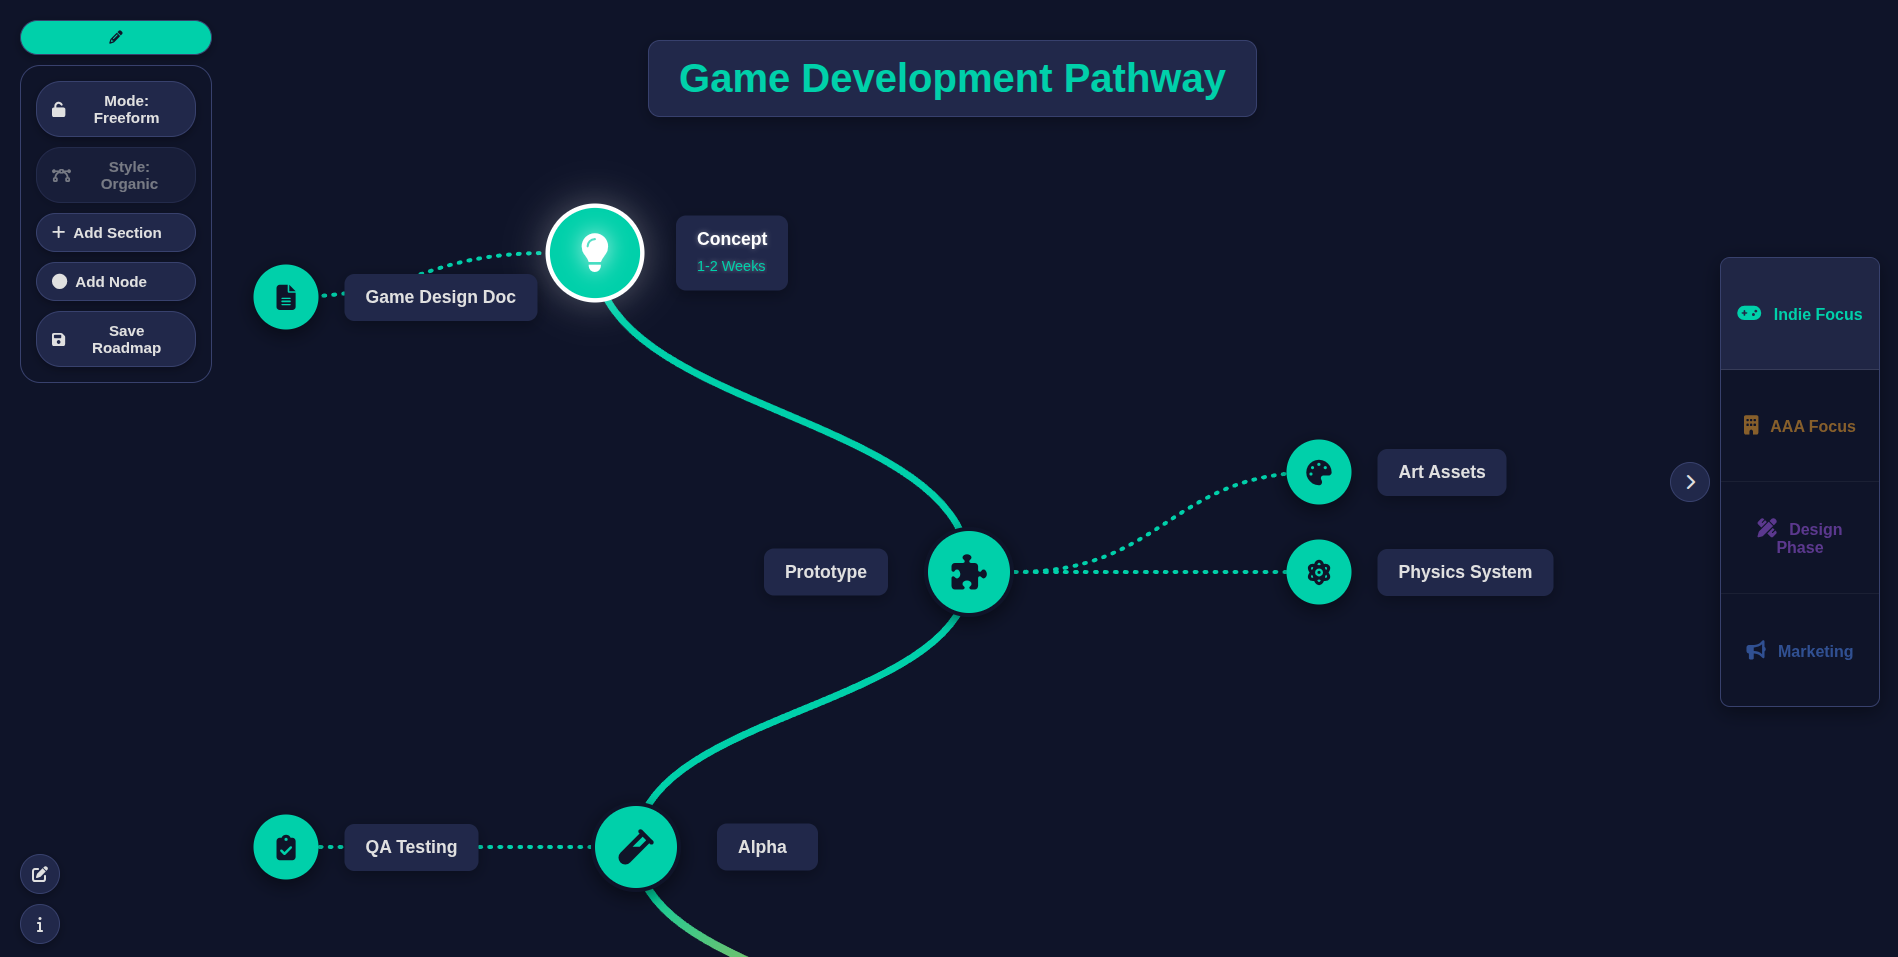 Game Development Pathway
Mode:
Freeform
Style:
Organic
Add Section
Add Node
Save
Roadmap
Concept
1-2 Weeks
Game Design Doc
Indie Focus
AAA Focus
Art Assets
Design
Phase
Prototype
Physics System
Marketing
QA Testing
Alpha